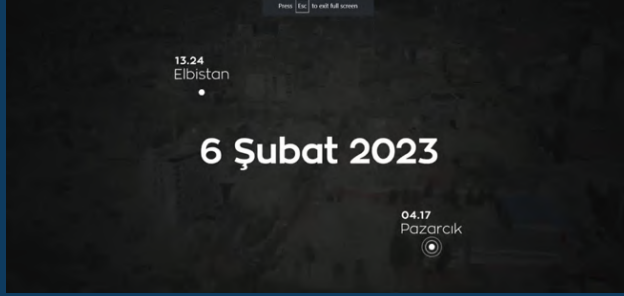 Press Esc to exit full screen
13.24
Elbistan
6 Şubat 2023
04.17
Pazarcık